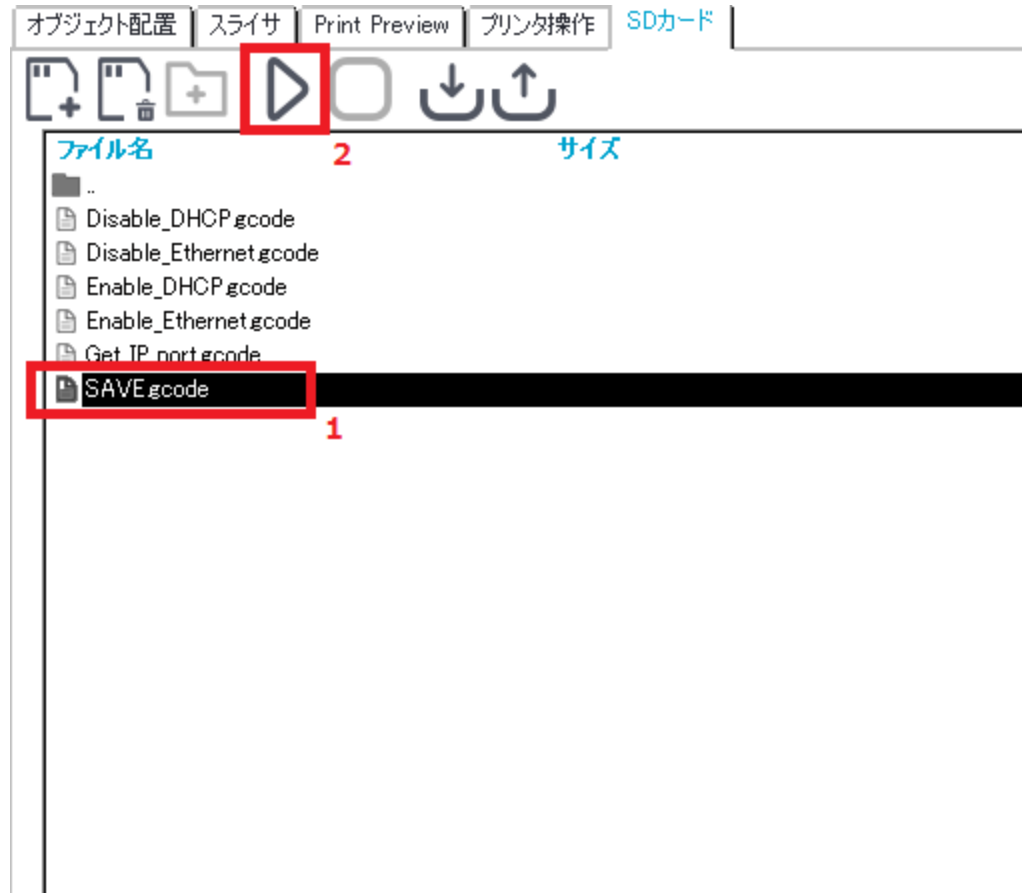 オブジェクト配置 スライサ Print Preview プリンタ操作 SDカード
ファイル名 2 サイズ
..
Disable_DHCP.gcode
Disable_Ethernet.gcode
Enable_DHCP.gcode
Enable_Ethernet.gcode
Get_IP_port.gcode
SAVE.gcode
1